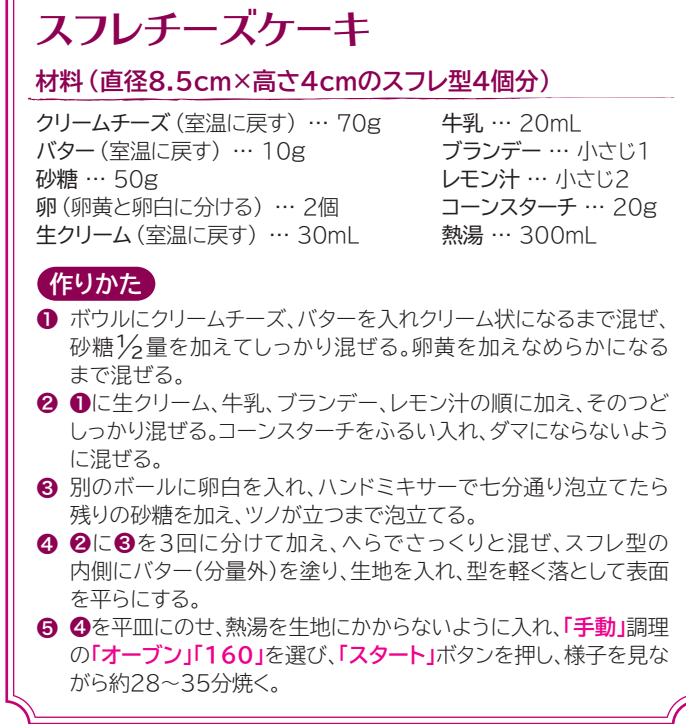 スフレチーズケーキ
材料(直径8.5cm×高さ4cmのスフレ型4個分)
クリームチーズ(室温に戻す) … 70g
バター(室温に戻す) … 10g
砂糖 … 50g
卵(卵黄と卵白に分ける) … 2個
生クリーム(室温に戻す) … 30mL
牛乳 … 20mL
ブランデー … 小さじ1
レモン汁 … 小さじ2
コーンスターチ … 20g
熱湯 … 300mL
作りかた
❶ ボウルにクリームチーズ、バターを入れクリーム状になるまで混ぜ、
砂糖1/2量を加えてしっかり混ぜる。卵黄を加えなめらかになる
まで混ぜる。
❷ ❶に生クリーム、牛乳、ブランデー、レモン汁の順に加え、そのつど
しっかり混ぜる。コーンスターチをふるい入れ、ダマにならないよう
に混ぜる。
❸ 別のボールに卵白を入れ、ハンドミキサーで七分通り泡立てたら
残りの砂糖を加え、ツノが立つまで泡立てる。
❹ ❷に❸を3回に分けて加え、へらでさっくりと混ぜ、スフレ型の
内側にバター(分量外)を塗り、生地を入れ、型を軽く落として表面
を平らにする。
❺ ❹を平皿にのせ、熱湯を生地にかからないように入れ、「手動」調理
の「オーブン」「160」を選び、「スタート」ボタンを押し、様子を見な
がら約28~35分焼く。